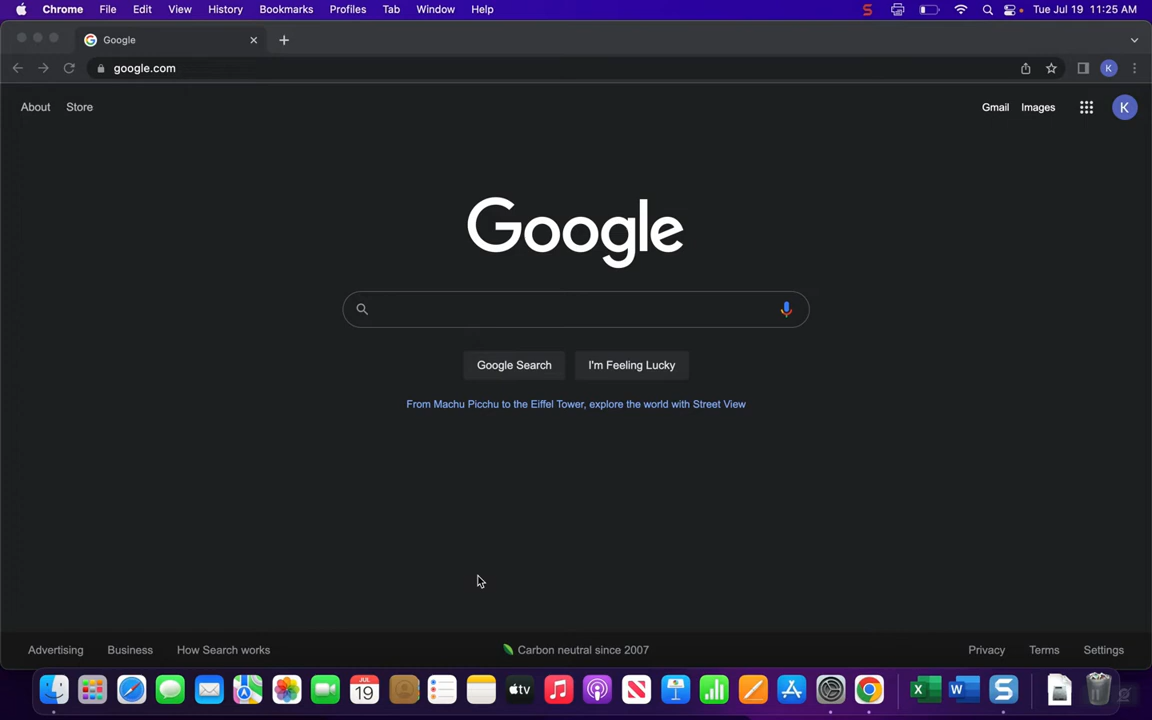 Chrome File Edit View History Bookmarks Profiles Tab Window Help Tue Jul 19 11:25 AM
Google
google.com K
About Store Gmail Images K
Google
Google Search I'm Feeling Lucky
From Machu Picchu to the Eiffel Tower, explore the world with Street View
Advertising Business How Search works Carbon neutral since 2007 Privacy Terms Settings
JUL
19
tv
X W S